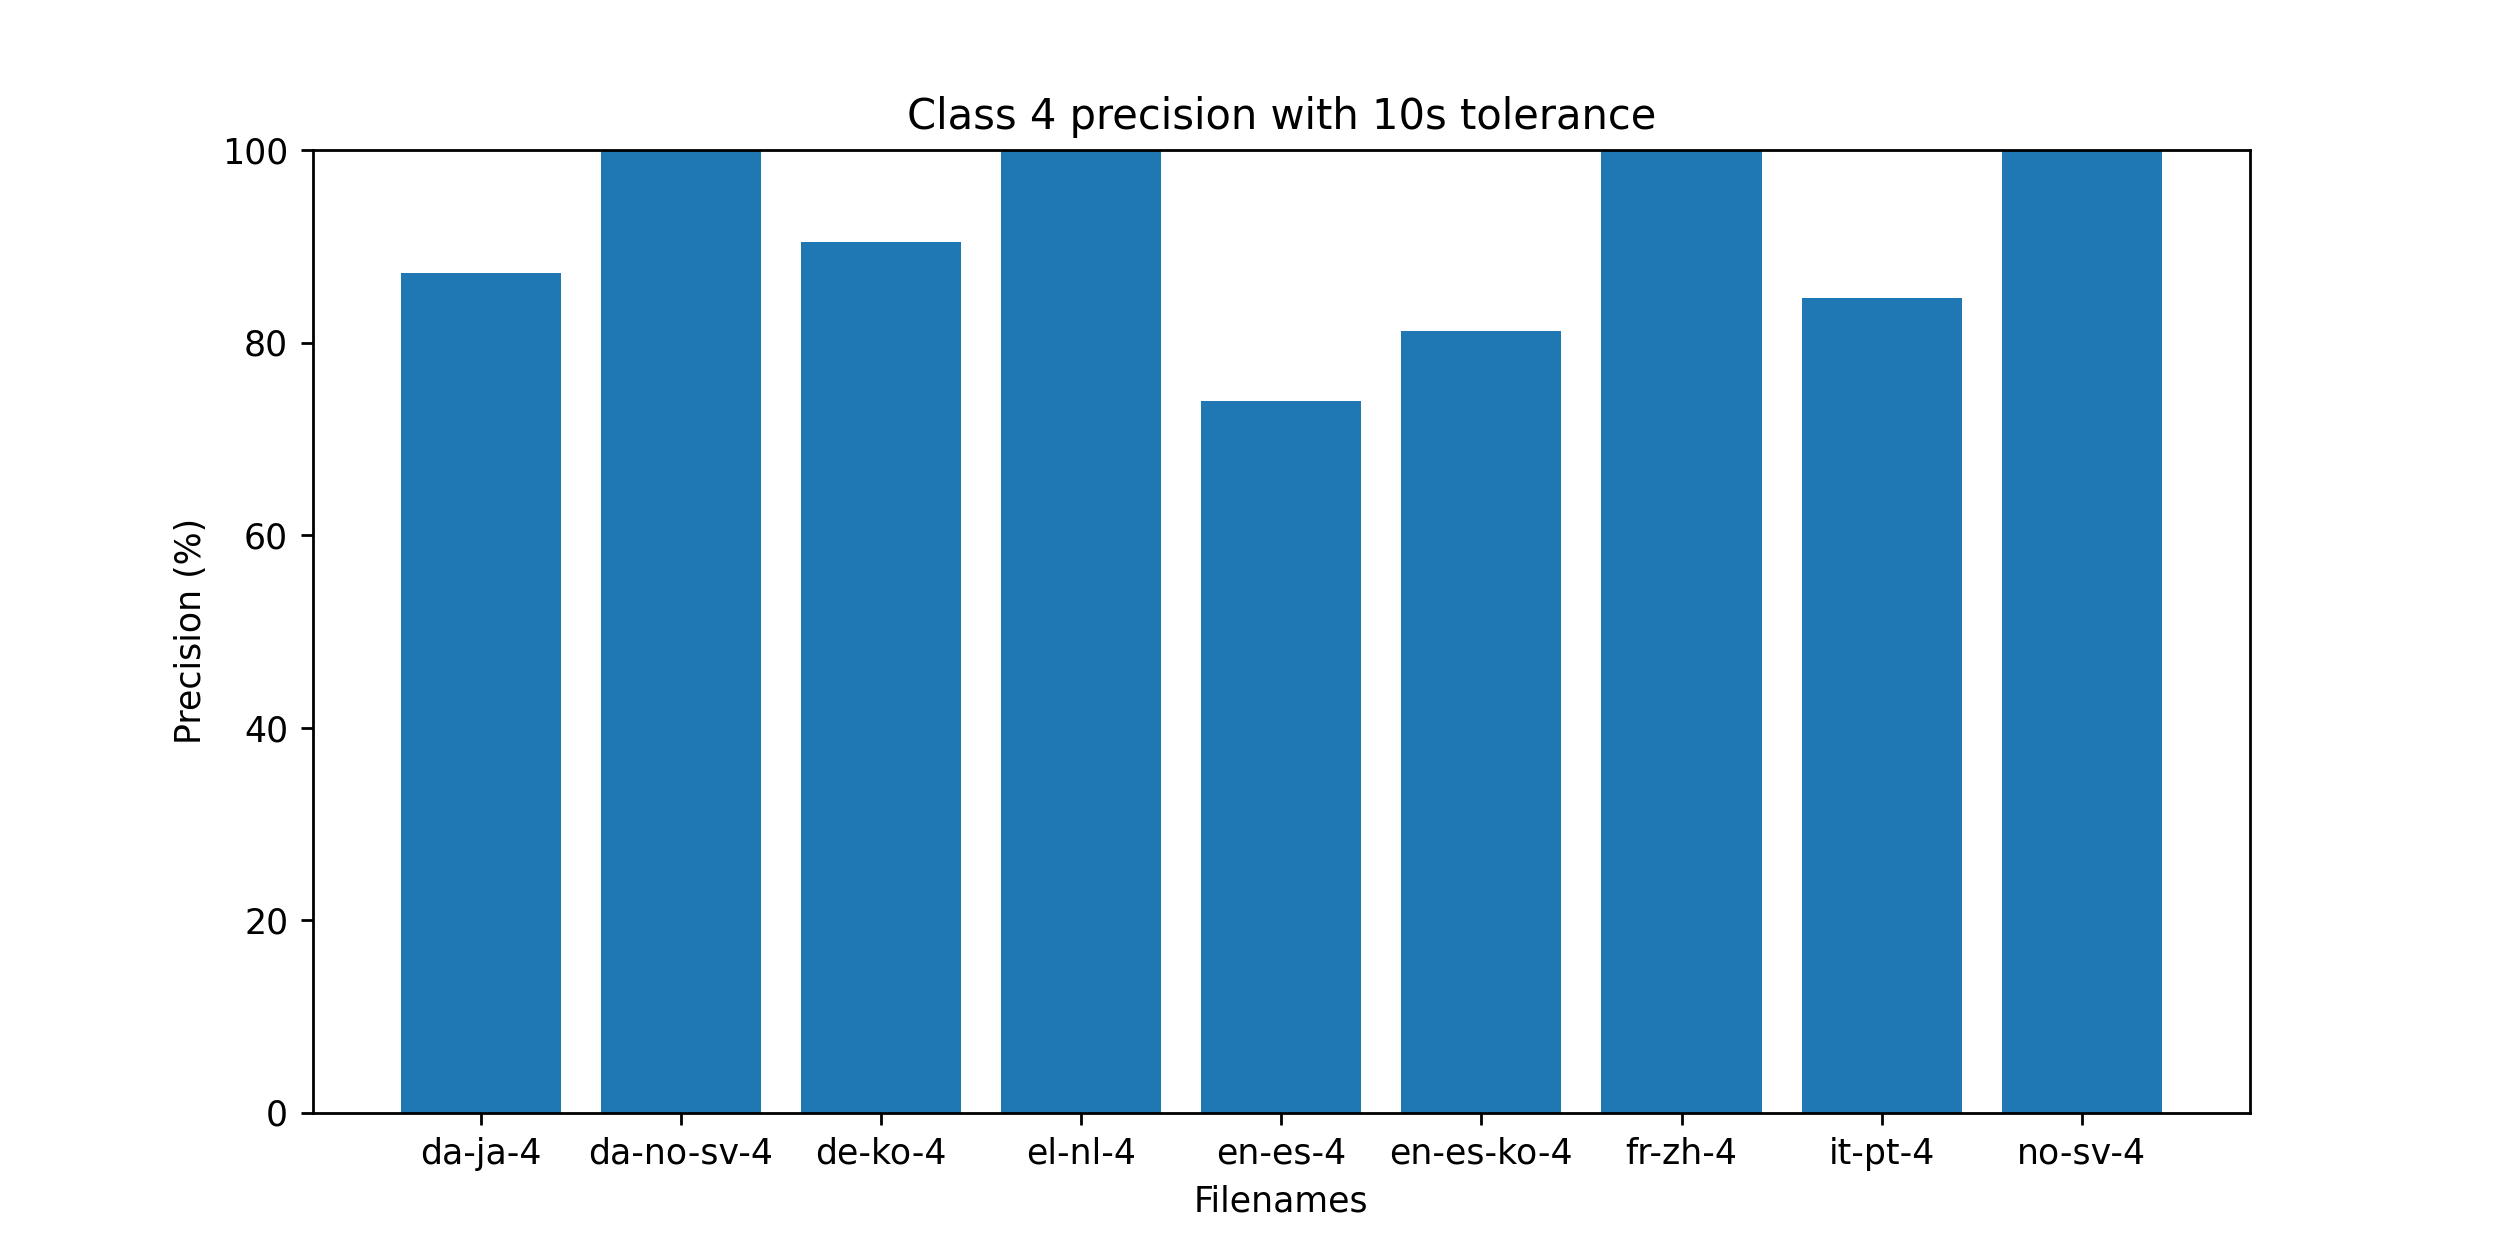 Class 4 precision with 10s tolerance
100
80
60
40
20
0
Precision (%)
da-ja-4 da-no-sv-4 de-ko-4 el-nl-4 en-es-4 en-es-ko-4 fr-zh-4 it-pt-4 no-sv-4
Filenames